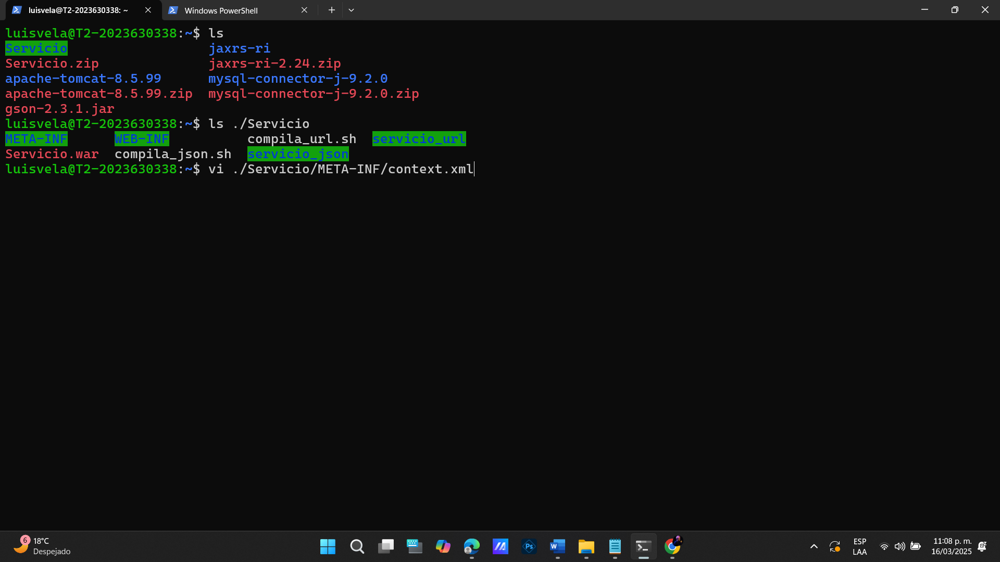 luisvela@T2-2023630338: ~
Windows PowerShell
luisvela@T2-2023630338:~$ ls
Servicio jaxrs-ri
Servicio.zip jaxrs-ri-2.24.zip
apache-tomcat-8.5.99 mysql-connector-j-9.2.0
apache-tomcat-8.5.99.zip mysql-connector-j-9.2.0.zip
gson-2.3.1.jar
luisvela@T2-2023630338:~$ ls ./Servicio
META-INF WEB-INF compila_url.sh servicio_url
Servicio.war compila_json.sh servicio_json
luisvela@T2-2023630338:~$ vi ./Servicio/META-INF/context.xml
6
18°C
Despejado
Ps
W
ESP
LAA
11:08 p. m.
16/03/2025